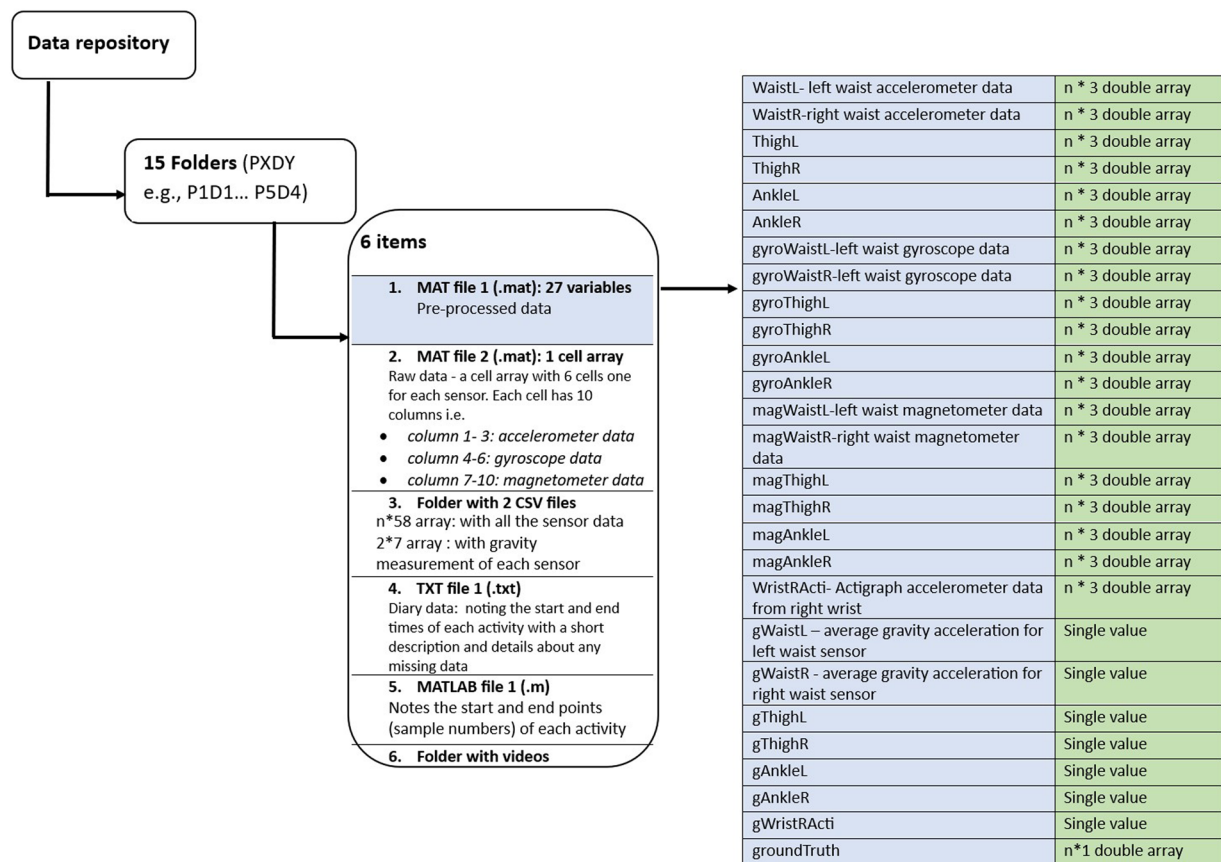 Data repository
15 Folders (PXDY
e.g., P1D1... P5D4)
6 items
1. MAT file 1 (.mat): 27 variables
Pre-processed data
2. MAT file 2 (.mat): 1 cell array
Raw data - a cell array with 6 cells one
for each sensor. Each cell has 10
columns i.e.
• column 1- 3: accelerometer data
• column 4-6: gyroscope data
• column 7-10: magnetometer data
3. Folder with 2 CSV files
n*58 array: with all the sensor data
2*7 array : with gravity
measurement of each sensor
4. TXT file 1 (.txt)
Diary data: noting the start and end
times of each activity with a short
description and details about any
missing data
5. MATLAB file 1 (.m)
Notes the start and end points
(sample numbers) of each activity
6. Folder with videos
WaistL- left waist accelerometer data n * 3 double array
WaistR-right waist accelerometer data n * 3 double array
ThighL n * 3 double array
ThighR n * 3 double array
AnkleL n * 3 double array
AnkleR n * 3 double array
gyroWaistL-left waist gyroscope data n * 3 double array
gyroWaistR-left waist gyroscope data n * 3 double array
gyroThighL n * 3 double array
gyroThighR n * 3 double array
gyroAnkleL n * 3 double array
gyroAnkleR n * 3 double array
magWaistL-left waist magnetometer data n * 3 double array
magWaistR-right waist magnetometer n * 3 double array
data
magThighL n * 3 double array
magThighR n * 3 double array
magAnkleL n * 3 double array
magAnkleR n * 3 double array
WristRActi- Actigraph accelerometer data n * 3 double array
from right wrist
gWaistL – average gravity acceleration for Single value
left waist sensor
gWaistR - average gravity acceleration for Single value
right waist sensor
gThighL Single value
gThighR Single value
gAnkleL Single value
gAnkleR Single value
gWristRActi Single value
groundTruth n*1 double array